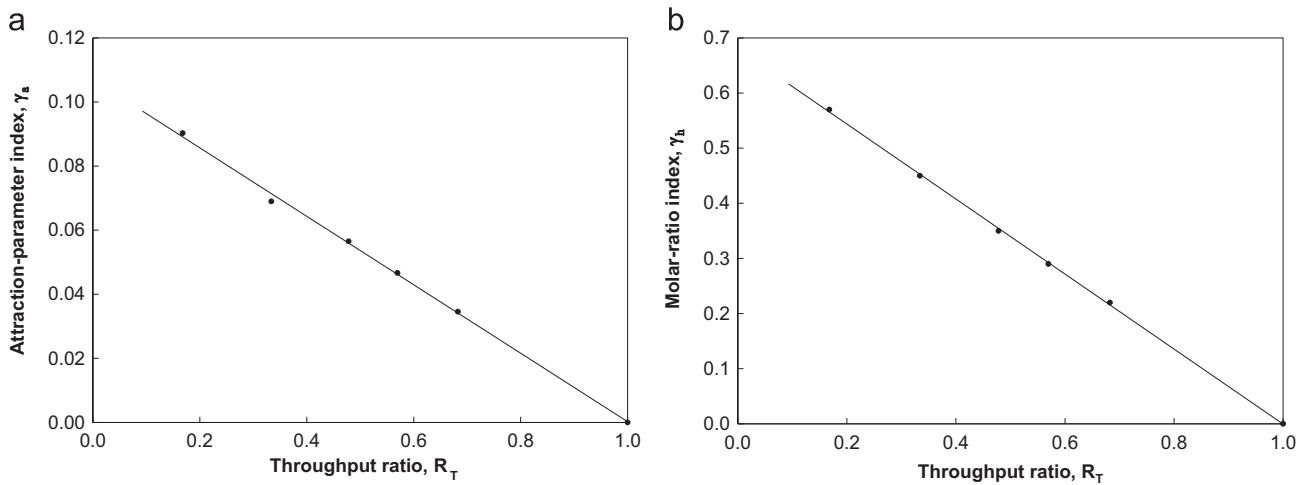 a
0.12
0.10
0.08
0.06
0.04
0.02
0.00
Attraction-parameter index, γa
0.0 0.2 0.4 0.6 0.8 1.0
Throughput ratio, RT
b
0.7
0.6
0.5
0.4
0.3
0.2
0.1
0.0
Molar-ratio index, γh
0.0 0.2 0.4 0.6 0.8 1.0
Throughput ratio, RT